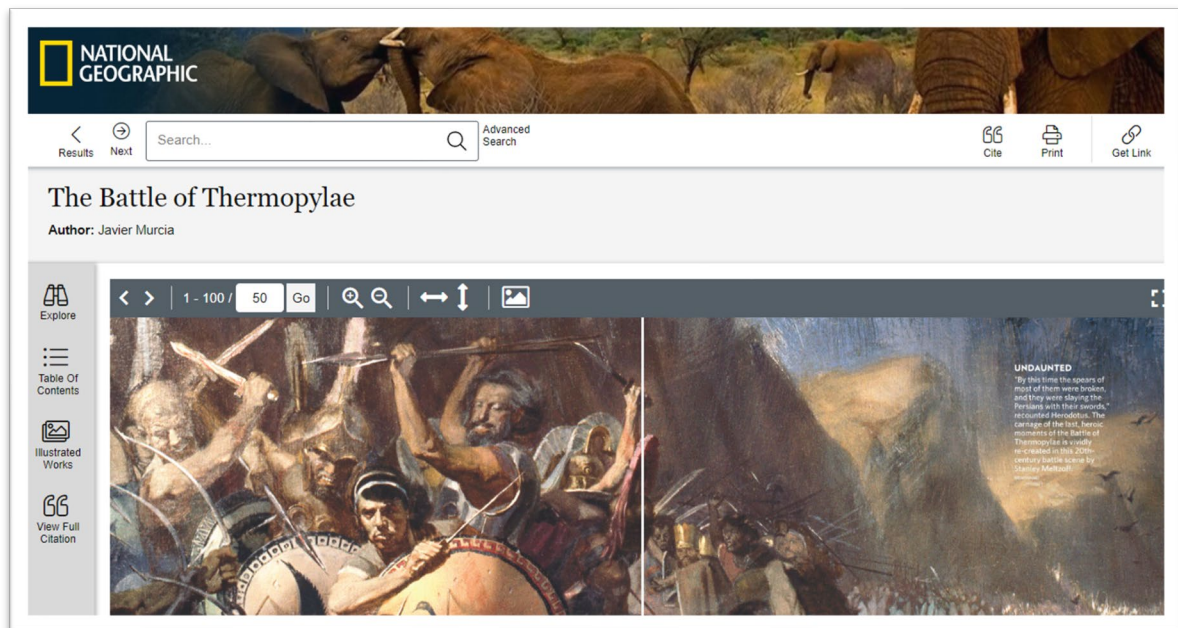 NATIONAL
GEOGRAPHIC
Results
Next
Search...
Advanced
Search
Cite
Print
Get Link
The Battle of Thermopylae
Author: Javier Murcia
Explore
Table Of
Contents
Illustrated
Works
View Full
Citation
1 - 100 /
50
Go
UNDAUNTED
"By this time the spears of
most of them were broken,
and they were slaying the
Persians with their swords,"
recounted Herodotus. The
carnage of the last, heroic
moments of the Battle of
Thermopylae is vividly
re-created in this 20th-
century battle scene by
Stanley Meltzoff.